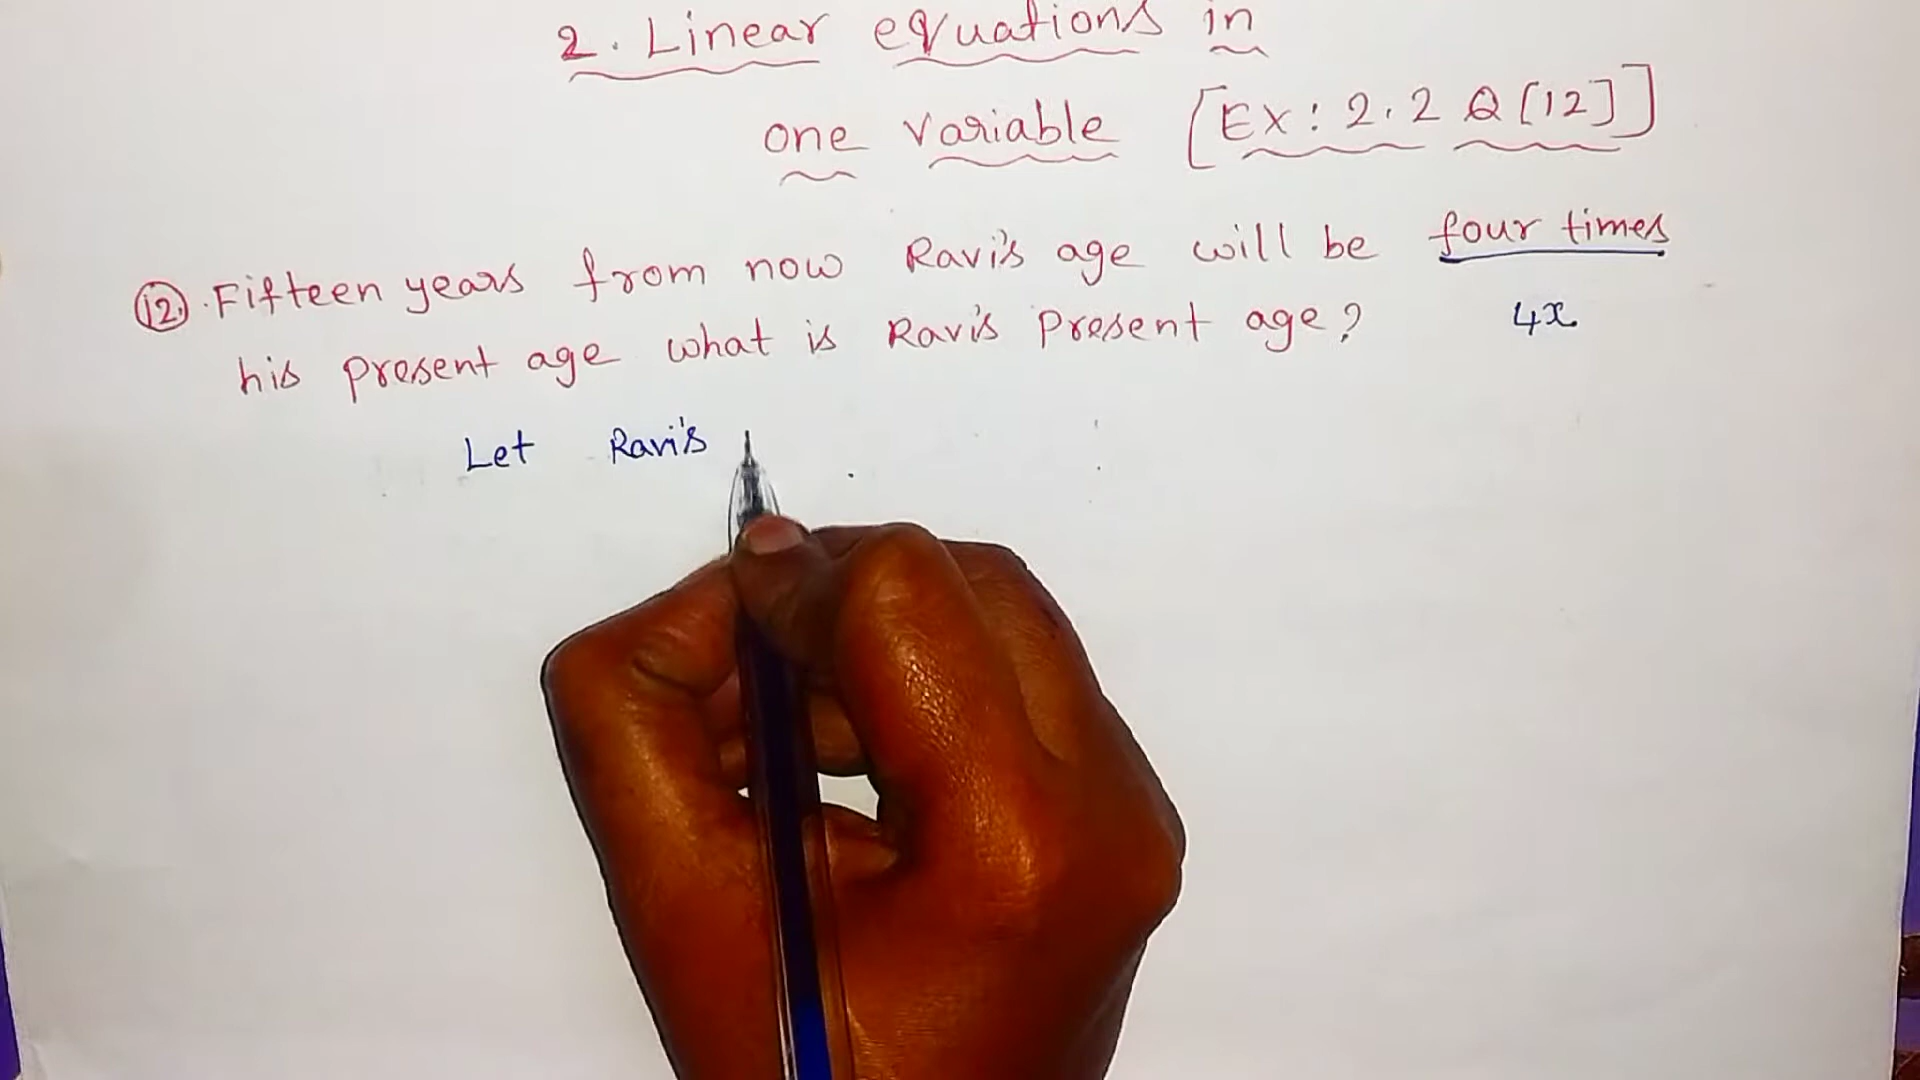 2. Linear equations in
one variable [Ex: 2.2 Q[12]]
12. Fifteen years from now Ravi's age will be four times
his present age what is Ravi's present age? 4x
Let Ravi's